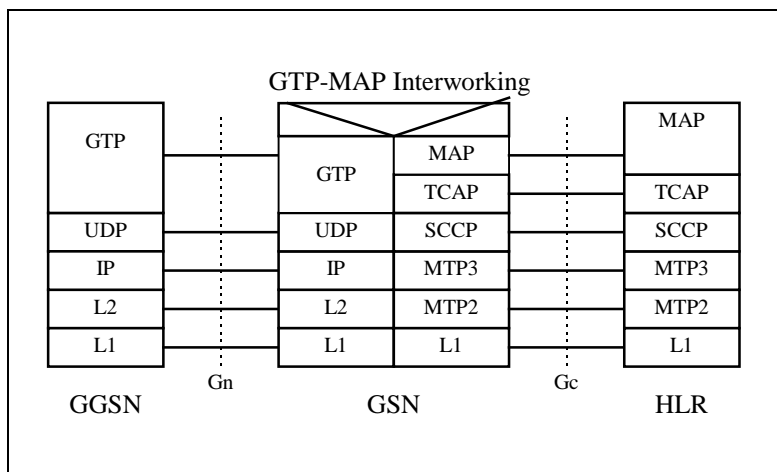 GTP-MAP Interworking
GTP
MAP
MAP
GTP
TCAP
TCAP
UDP
UDP
SCCP
SCCP
IP
IP
MTP3
MTP3
L2
L2
MTP2
MTP2
L1
L1
L1
L1
Gn
Gc
GGSN
GSN
HLR